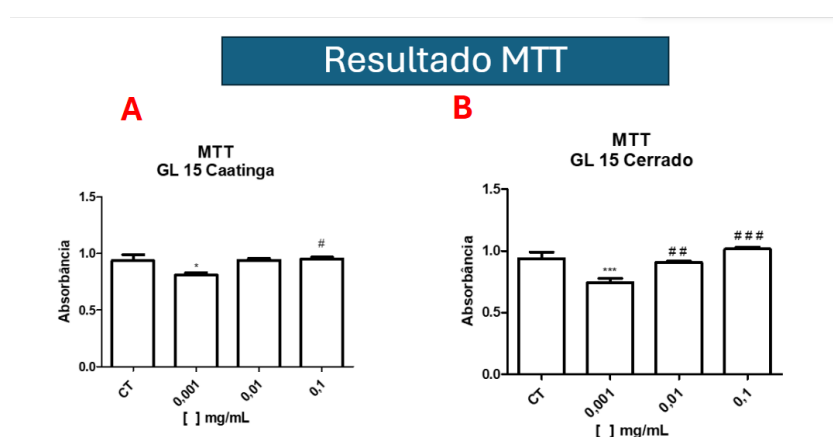 Resultado MTT
A
MTT
GL 15 Caatinga
Absorbância
1.5
1.0
0.5
0.0
*
#
CT
0,001
0,01
0,1
[ ] mg/mL
B
MTT
GL 15 Cerrado
Absorbância
1.5
1.0
0.5
0.0
***
# #
# # #
CT
0,001
0,01
0,1
[ ] mg/mL